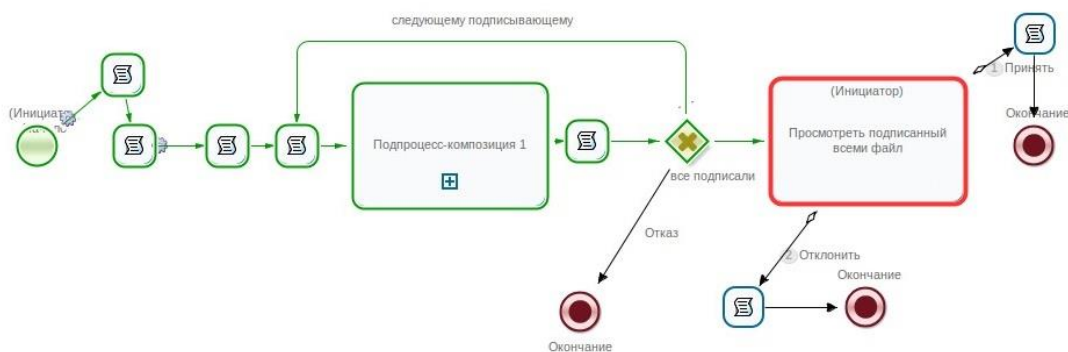 следующему подписывающему
(Инициатор)
1 Принять
(Инициат
Окончание
Подпроцесс-композиция 1
Просмотреть подписанный
всеми файл
все подписали
Отказ
2 Отклонить
Окончание
Окончание